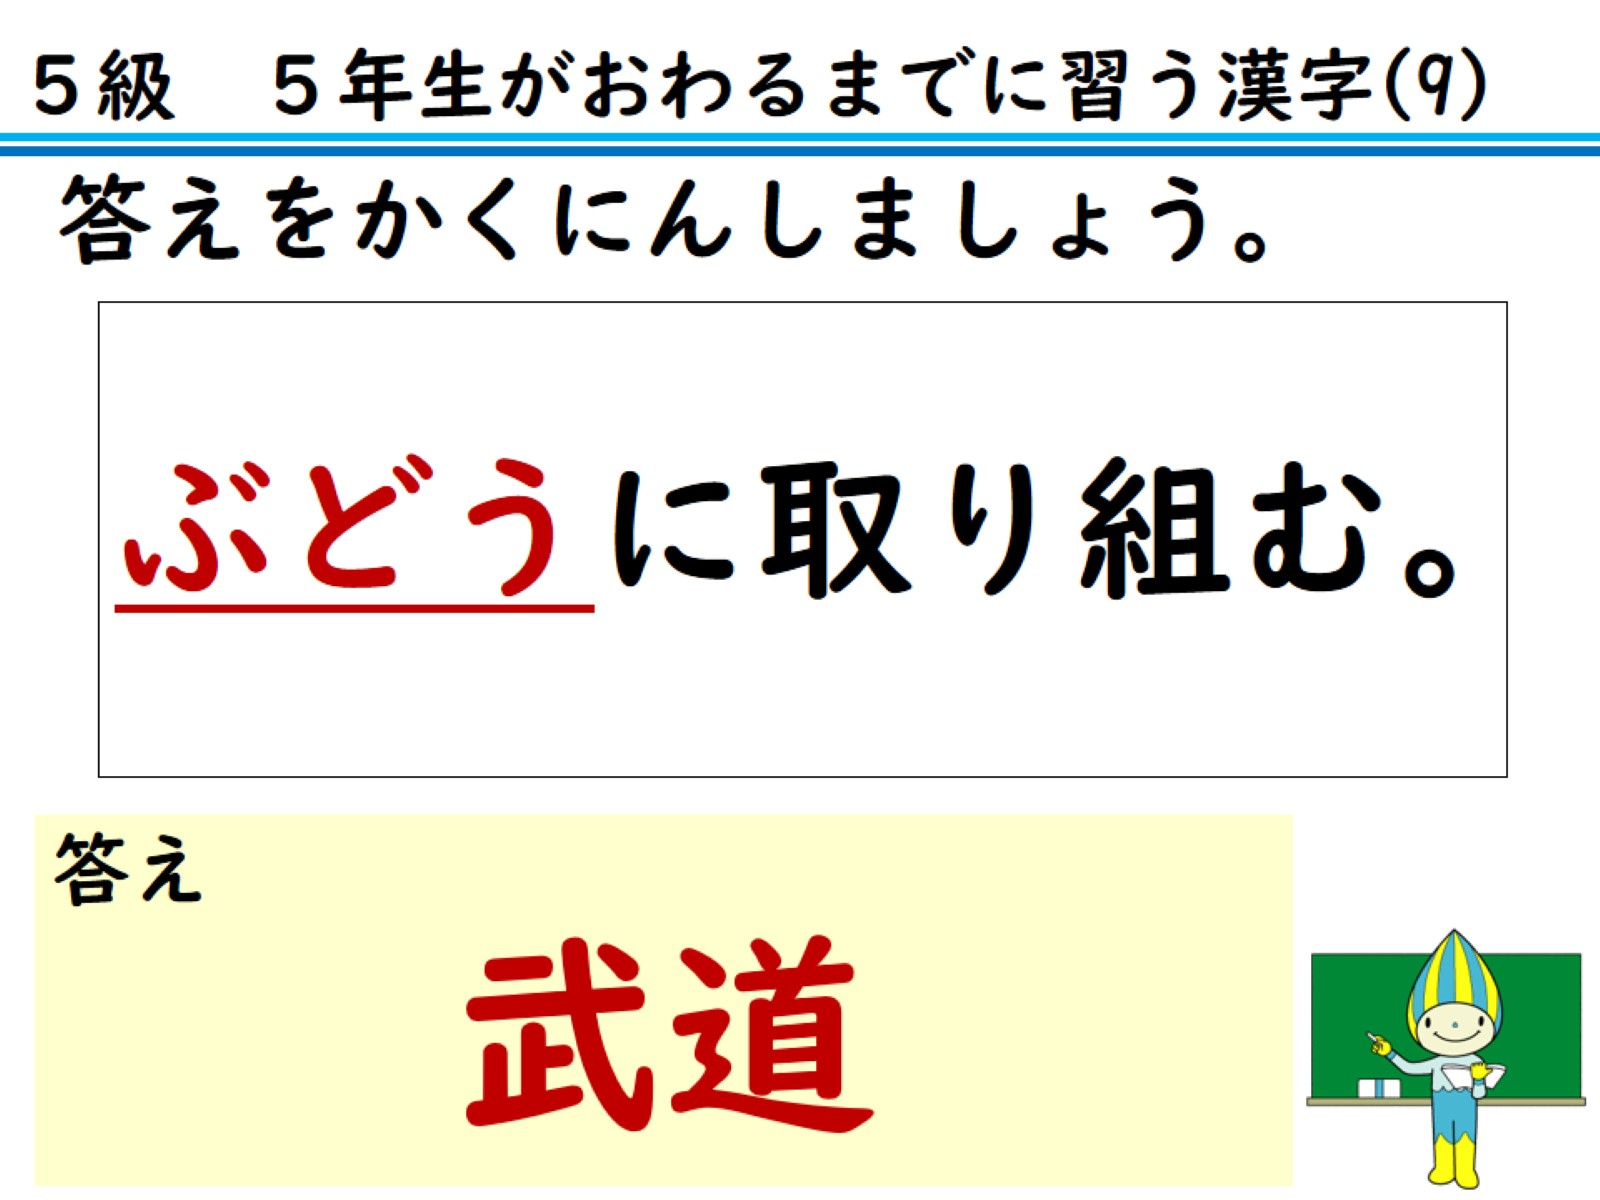 ５級　５年生がおわるまでに習う漢字(9)
答えをかくにんしましょう。
ぶどうに取り組む。
答え
武道